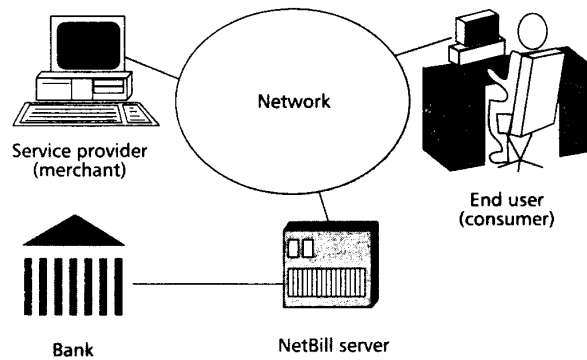 Network
Service provider
(merchant)
End user
(consumer)
Bank
NetBill server